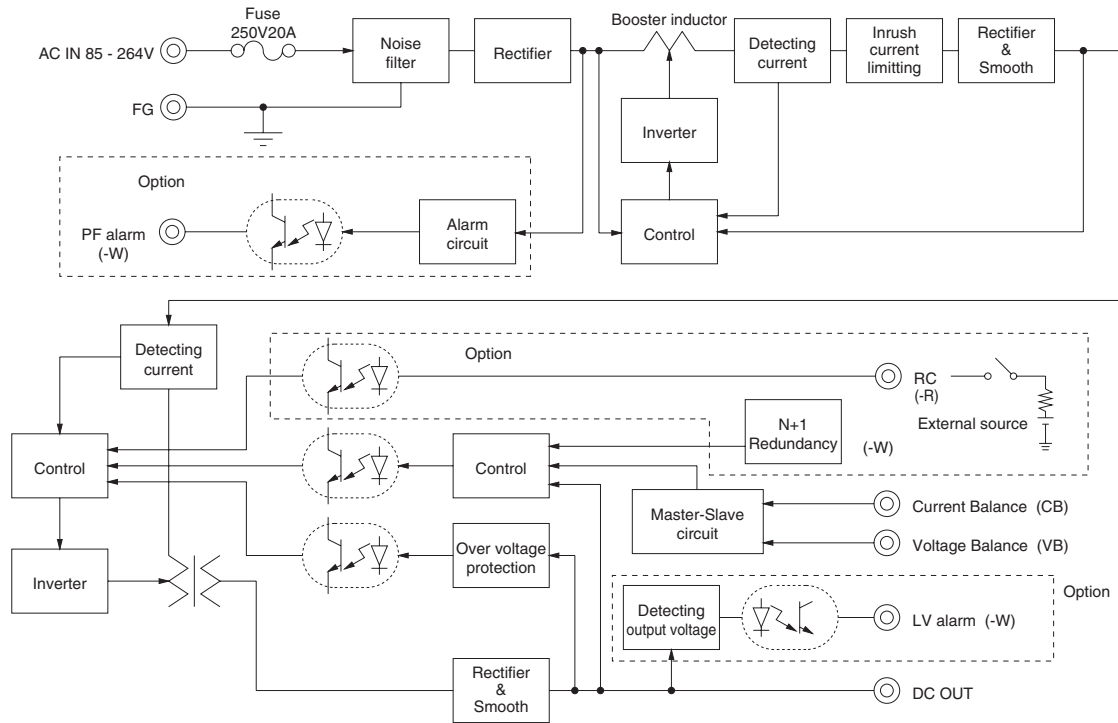 Fuse
250V20A
AC IN 85 - 264V
Noise
filter
Rectifier
Booster inductor
Detecting
current
Inrush
current
limitting
Rectifier
&
Smooth
FG
Inverter
Option
PF alarm
(-W)
Alarm
circuit
Control
Detecting
current
Option
RC
(-R)
External source
N+1
Redundancy
(-W)
Control
Control
Master-Slave
circuit
Current Balance (CB)
Voltage Balance (VB)
Inverter
Over voltage
protection
Option
Detecting
output voltage
LV alarm (-W)
Rectifier
&
Smooth
DC OUT